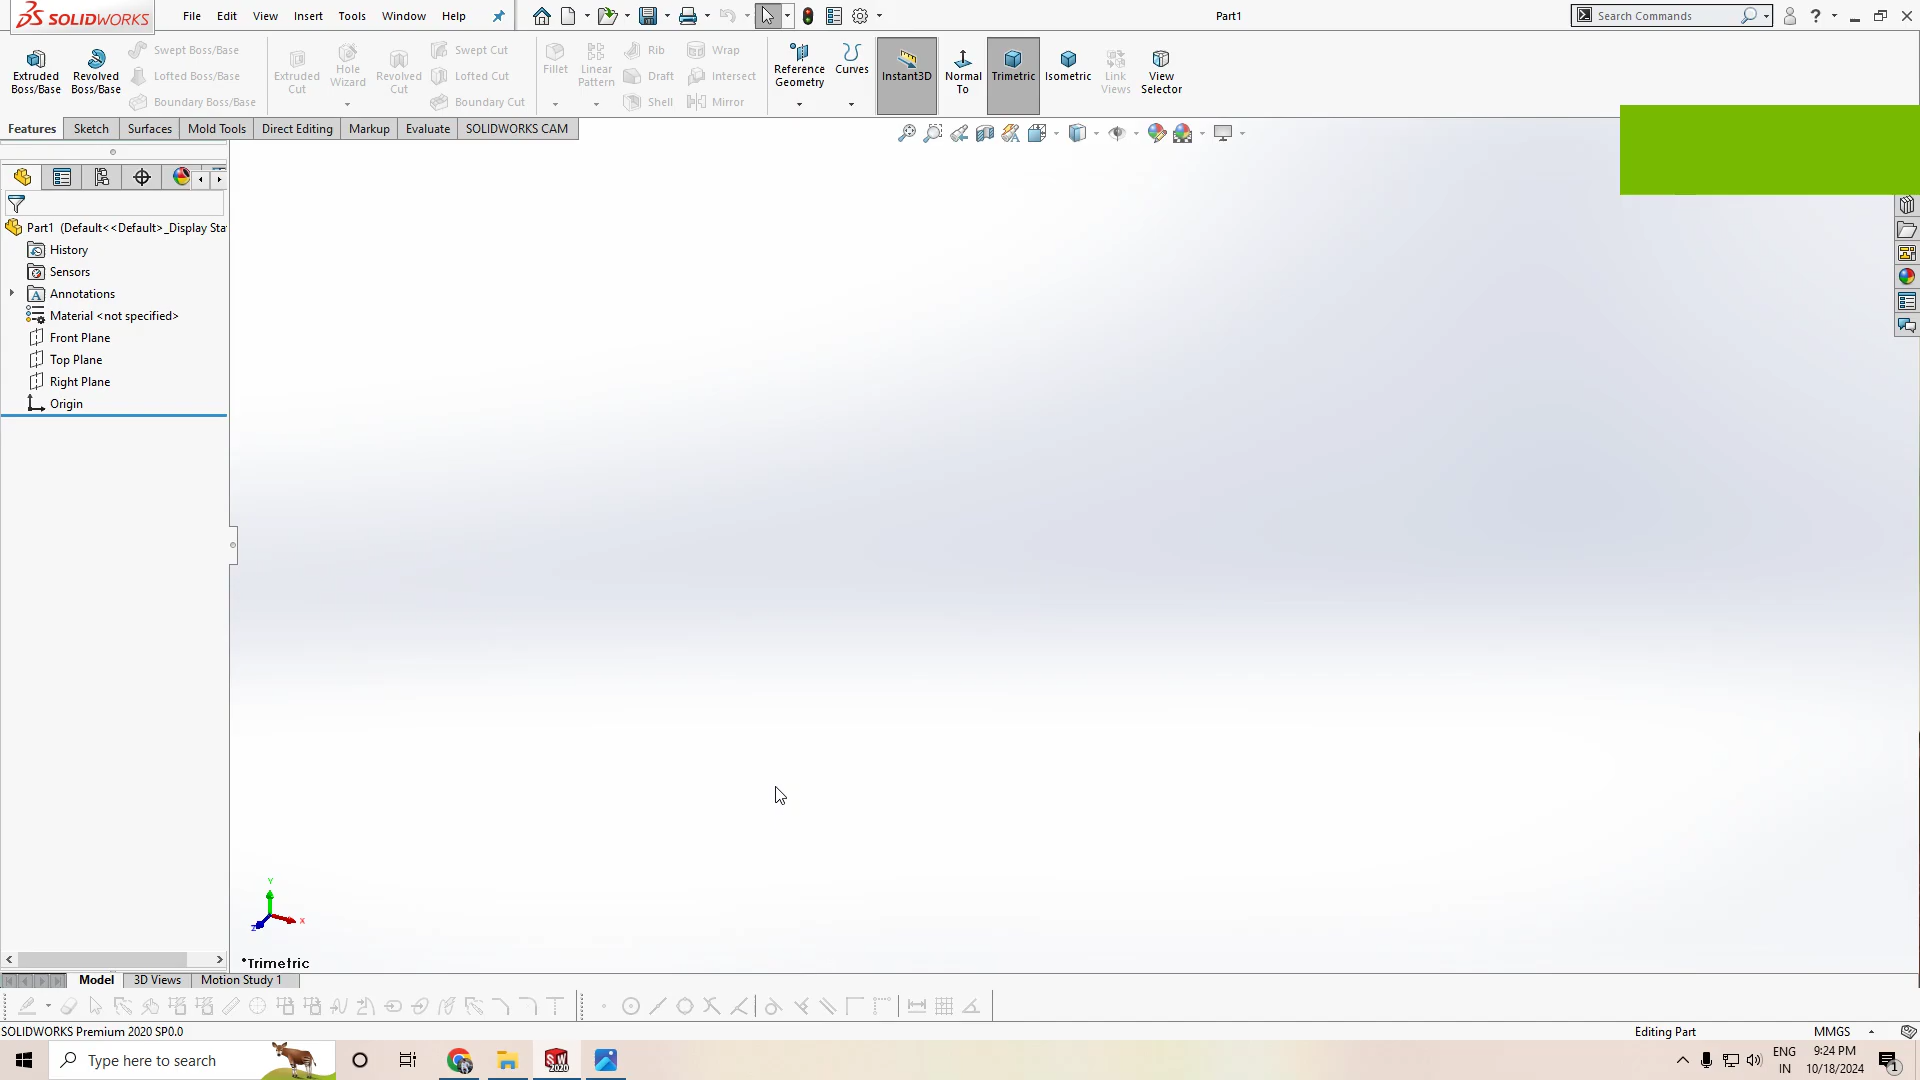 SOLIDWORKS File Edit View Insert Tools Window Help Part1 Search Commands ?
Extruded Boss/Base
Revolved Boss/Base
Swept Boss/Base
Lofted Boss/Base
Boundary Boss/Base
Extruded Cut
Hole Wizard
Revolved Cut
Swept Cut
Lofted Cut
Boundary Cut
Fillet
Linear Pattern
Rib
Draft
Shell
Wrap
Intersect
Mirror
Reference Geometry
Curves
Instant3D
Normal To
Trimetric
Isometric
Link Views
View Selector
Features Sketch Surfaces Mold Tools Direct Editing Markup Evaluate SOLIDWORKS CAM
Part1 (Default<<Default>_Display Sta
History
Sensors
Annotations
Material <not specified>
Front Plane
Top Plane
Right Plane
Origin
Y
X
Z
*Trimetric
Model 3D Views Motion Study 1
SOLIDWORKS Premium 2020 SP0.0 Editing Part MMGS
Type here to search
SW 2020
ENG
IN
9:24 PM
10/18/2024
1